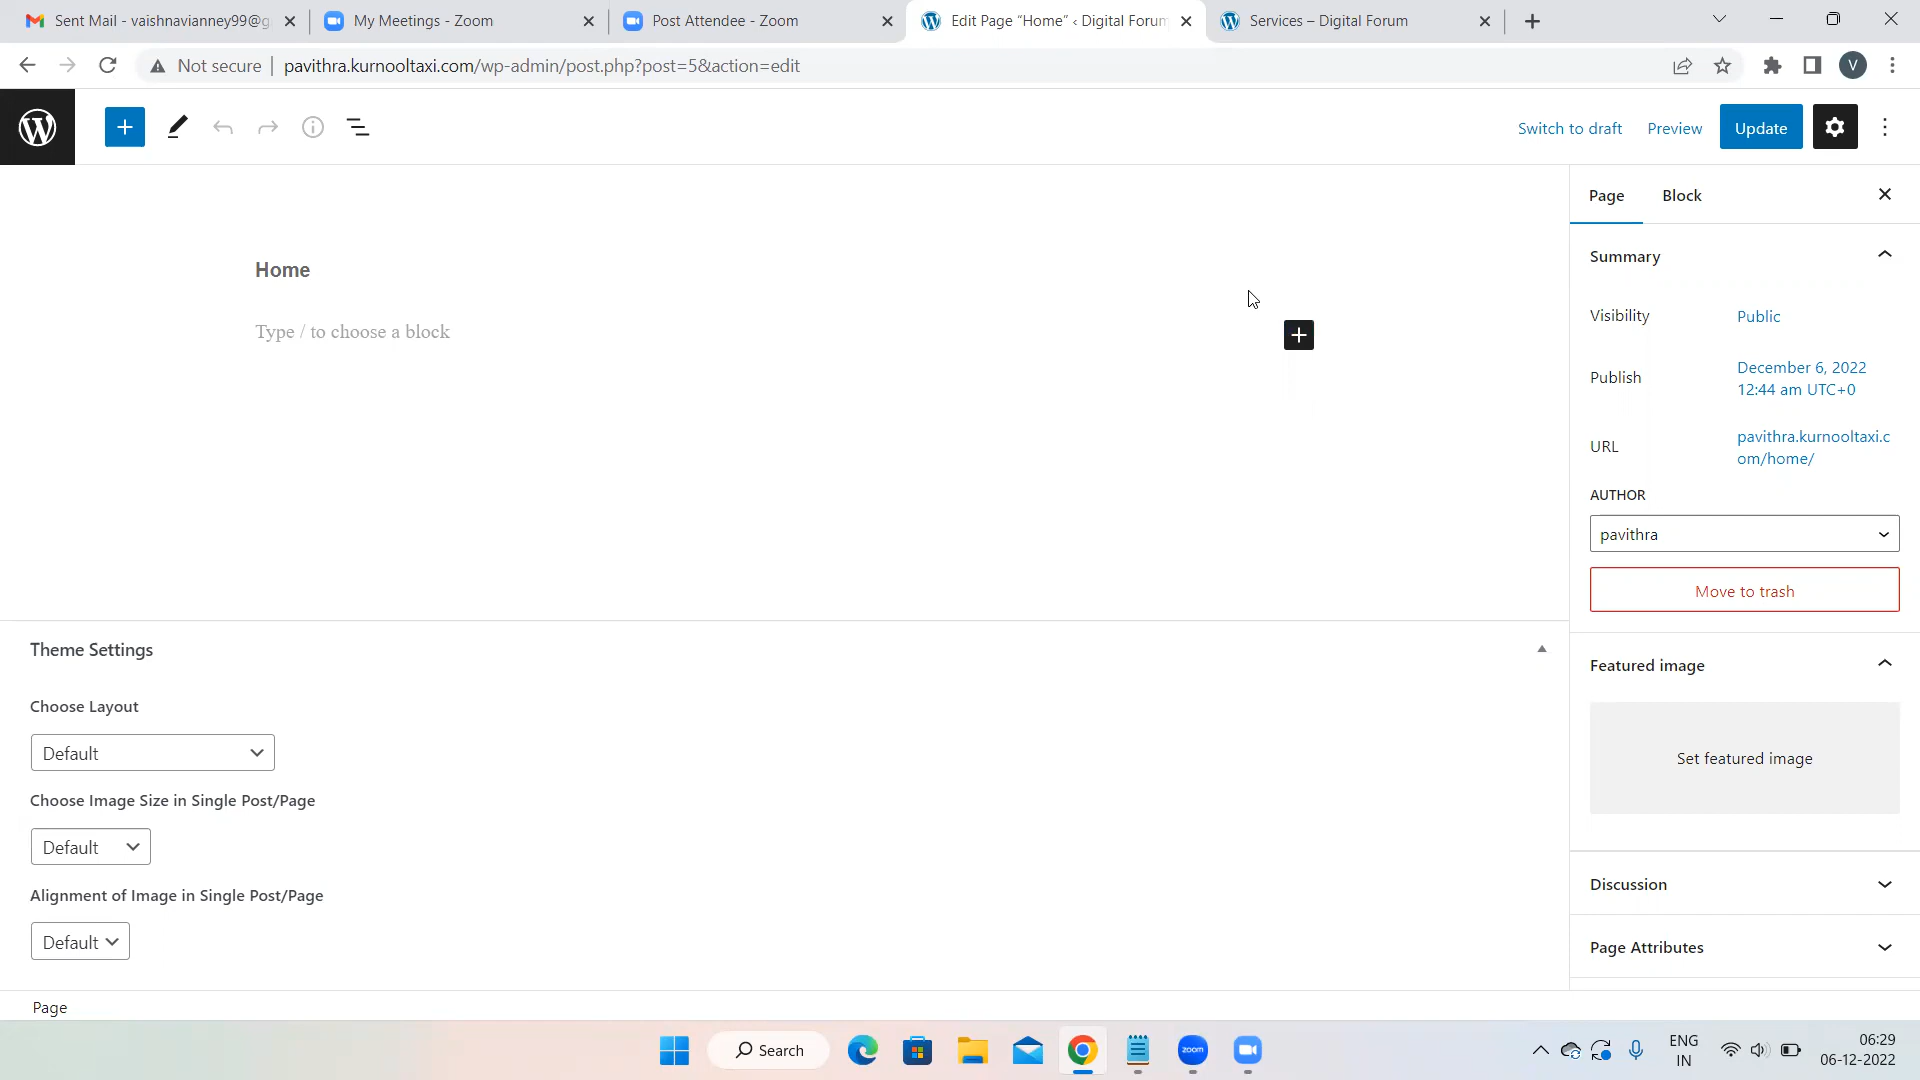 Sent Mail - vaishnavianney99@g
My Meetings - Zoom
Post Attendee - Zoom
Edit Page “Home” ‹ Digital Forum
Services – Digital Forum
Not secure
pavithra.kurnooltaxi.com/wp-admin/post.php?post=5&action=edit
V
Switch to draft
Preview
Update
Home
Type / to choose a block
Page
Block
Summary
Visibility
Public
Publish
December 6, 2022
12:44 am UTC+0
URL
pavithra.kurnooltaxi.c
om/home/
AUTHOR
pavithra
Move to trash
Featured image
Set featured image
Discussion
Page Attributes
Theme Settings
Choose Layout
Default
Choose Image Size in Single Post/Page
Default
Alignment of Image in Single Post/Page
Default
Page
Search
zoom
ENG
IN
06:29
06-12-2022